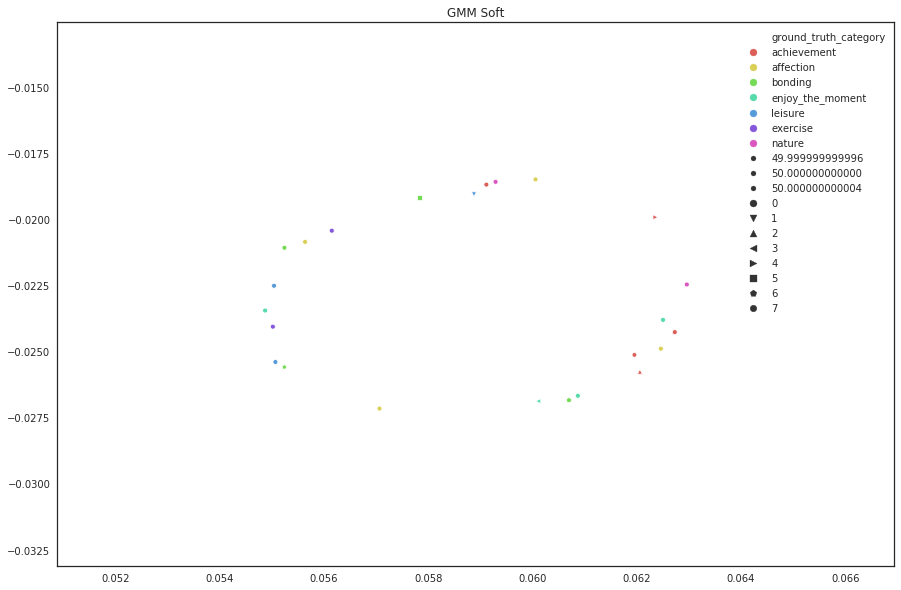 GMM Soft
ground_truth_category
achievement
affection
bonding
enjoy_the_moment
leisure
exercise
nature
49.999999999996
50.000000000000
50.000000000004
0
1
2
3
4
5
6
7
−0.0150
−0.0175
−0.0200
−0.0225
−0.0250
−0.0275
−0.0300
−0.0325
0.052 0.054 0.056 0.058 0.060 0.062 0.064 0.066